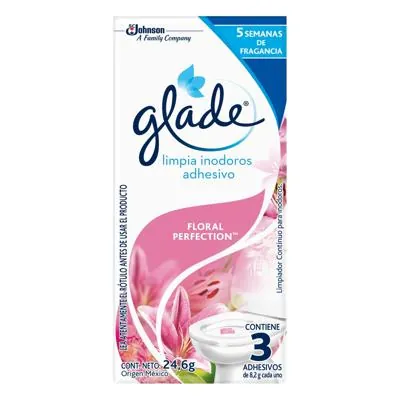 SC Johnson
A Family Company
5 SEMANAS
DE
FRAGANCIA
glade®
limpia inodoros
adhesivo
FLORAL
PERFECTION™
LEA ATENTAMENTE EL RÓTULO ANTES DE USAR EL PRODUCTO
Limpiador Continuo para inodoros.
CONTIENE
3
ADHESIVOS
de 8,2 g cada uno
CONT. NETO 24,6g
Origen México